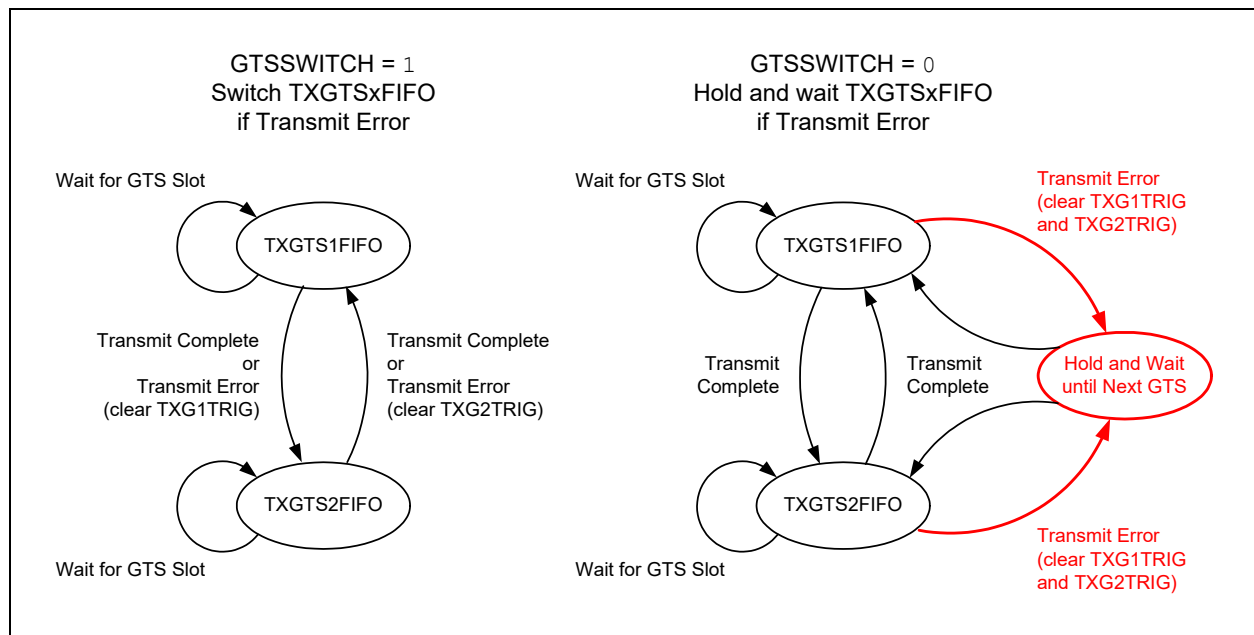 GTSSWITCH = 1
Switch TXGTSxFIFO
if Transmit Error
Wait for GTS Slot
TXGTS1FIFO
Transmit Complete
or
Transmit Error
(clear TXG1TRIG)
Transmit Complete
or
Transmit Error
(clear TXG2TRIG)
TXGTS2FIFO
Wait for GTS Slot
GTSSWITCH = 0
Hold and wait TXGTSxFIFO
if Transmit Error
Wait for GTS Slot
TXGTS1FIFO
Transmit Error
(clear TXG1TRIG
and TXG2TRIG)
Transmit
Complete
Transmit
Complete
Hold and Wait
until Next GTS
TXGTS2FIFO
Wait for GTS Slot
Transmit Error
(clear TXG1TRIG
and TXG2TRIG)